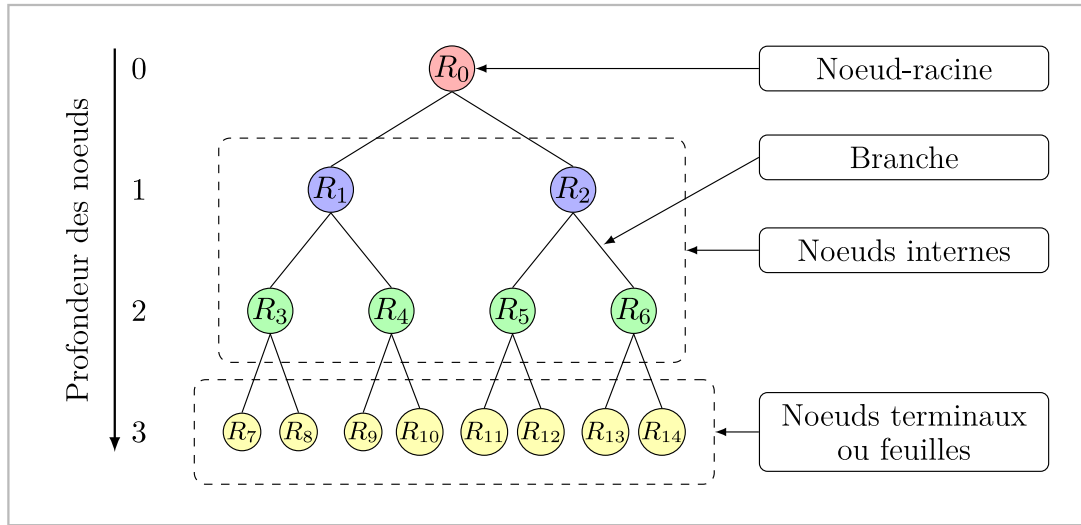 0
R0
Noeud-racine
Branche
1
R1
R2
Noeuds internes
Profondeur des noeuds
2
R3
R4
R5
R6
3
R7
R8
R9
R10
R11
R12
R13
R14
Noeuds terminaux
ou feuilles